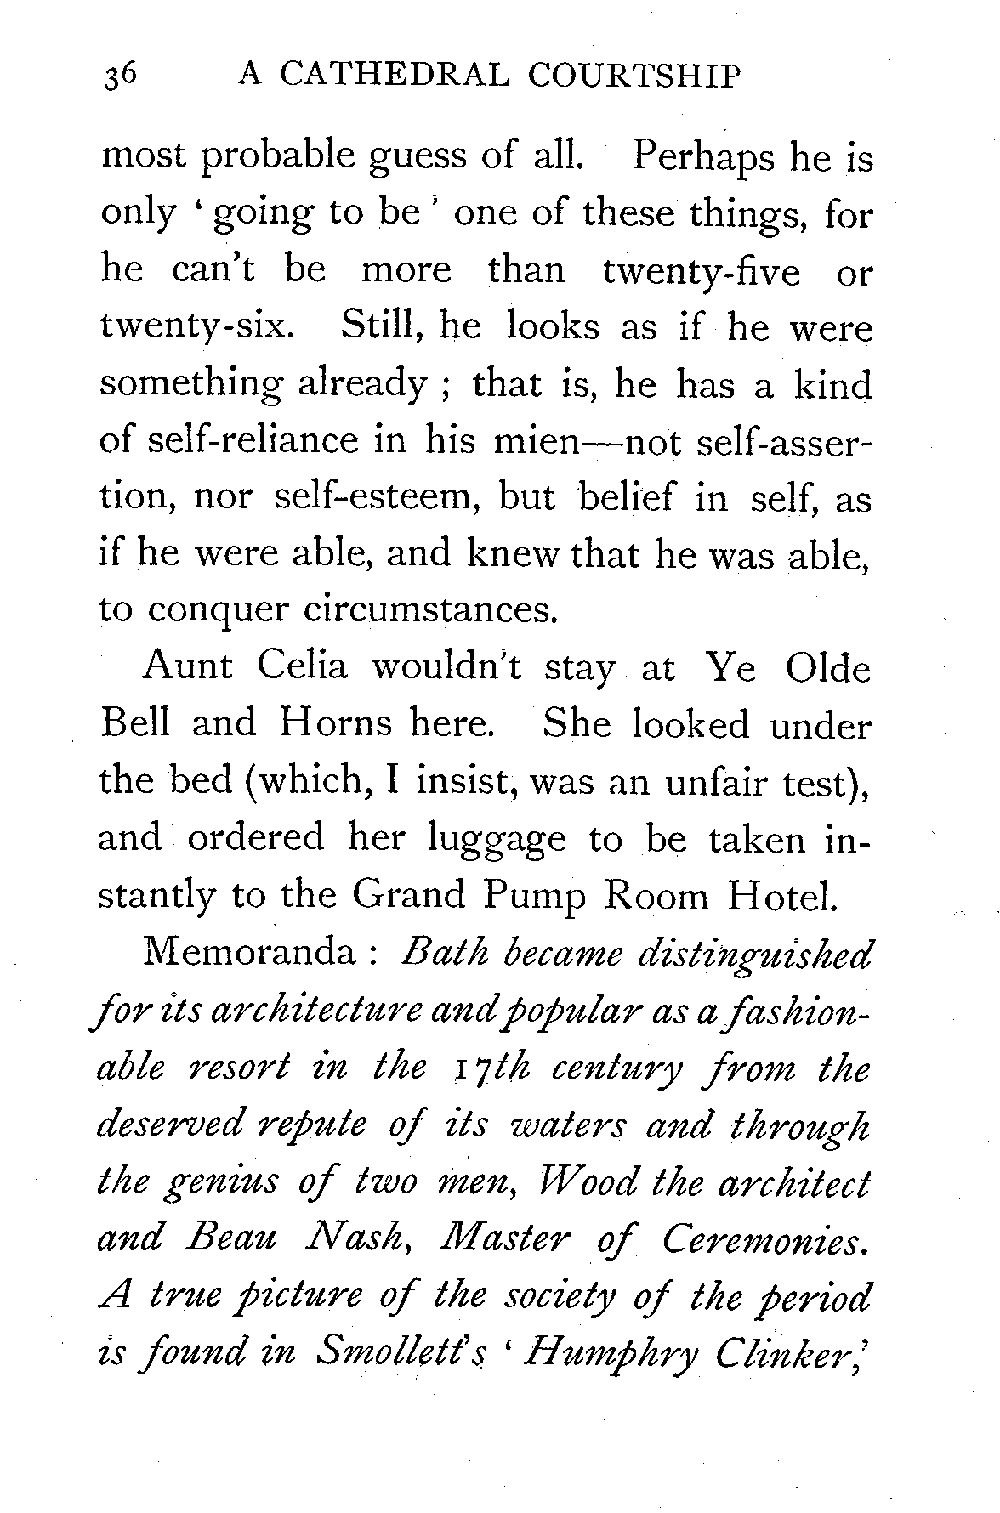 36 A CATHEDRAL COURTSHIP
most probable guess of all. Perhaps he is
only ‘going to be’ one of these things, for
he can't be more than twenty-five or
twenty-six. Still, he looks as if he were
something already ; that is, he has a kind
of self-reliance in his mien—not self-asser-
tion, nor self-esteem, but belief in self, as
if he were able, and knew that he was able,
to conquer circumstances.
Aunt Celia wouldn't stay at Ye Olde
Bell and Horns here. She looked under
the bed (which, I insist, was an unfair test),
and ordered her luggage to be taken in-
stantly to the Grand Pump Room Hotel.
Memoranda : Bath became distinguished
for its architecture and popular as a fashion-
able resort in the 17th century from the
deserved repute of its waters and through
the genius of two men, Wood the architect
and Beau Nash, Master of Ceremonies.
A true picture of the society of the period
is found in Smollett's ‘Humphry Clinker,’